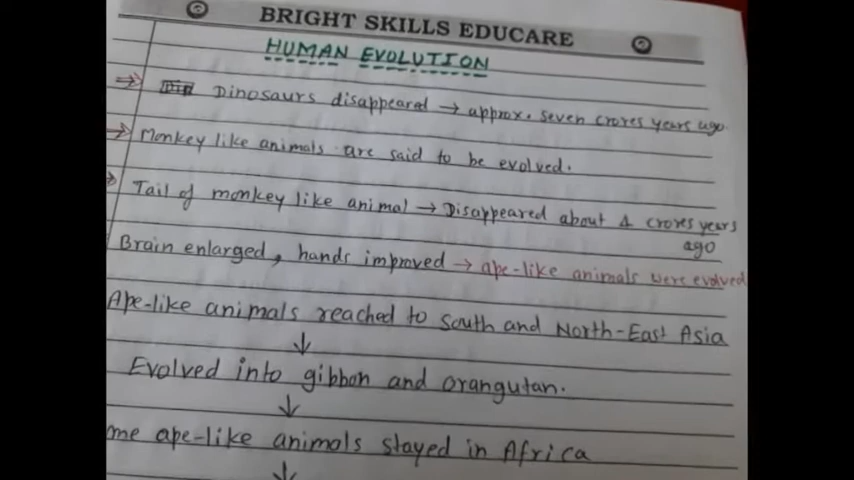 BRIGHT SKILLS EDUCARE
HUMAN EVOLUTION
⇒ Dinosaurs disappeared → approx. seven crores years ago
⇒ Monkey like animals are said to be evolved.
⇒ Tail of monkey like animal → Disappeared about 4 crores years
ago
Brain enlarged, hands improved → ape-like animals were evolved
Ape-like animals reached to south and North-East Asia
↓
Evolved into gibbon and orangutan.
↓
me ape-like animals stayed in Africa
↓